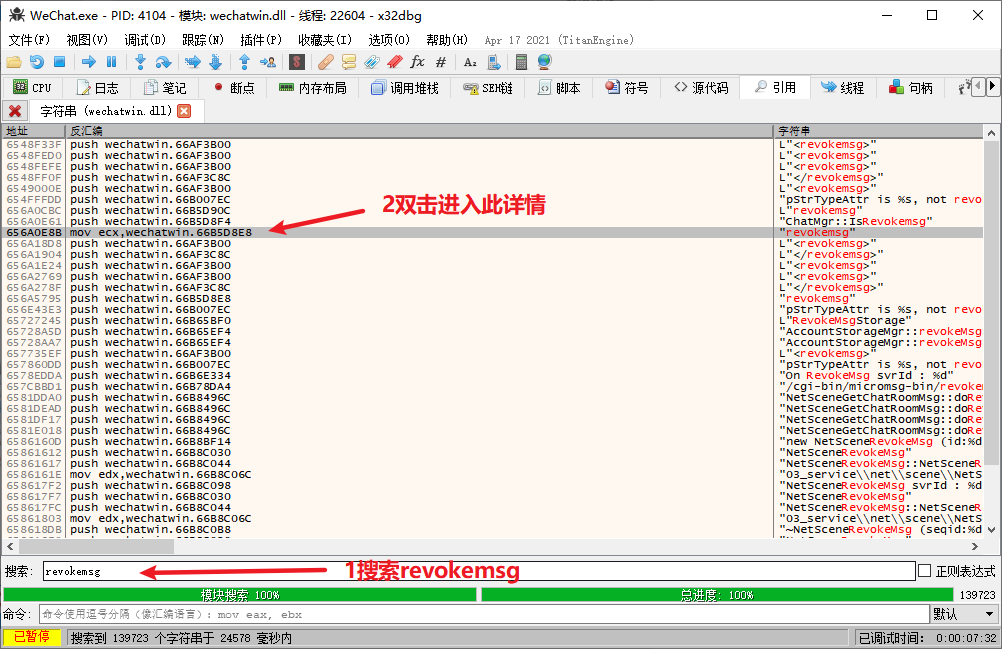 WeChat.exe - PID: 4104 - 模块: wechatwin.dll - 线程: 22604 - x32dbg
文件(F) 视图(V) 调试(D) 跟踪(N) 插件(P) 收藏夹(I) 选项(O) 帮助(H) Apr 17 2021 (TitanEngine)
CPU 日志 笔记 断点 内存布局 调用堆栈 SEH链 脚本 符号 源代码 引用 线程 句柄
字符串 (wechatwin.dll)
地址 反汇编 字符串
6548F33F push wechatwin.66AF3B00 L"<revokemsg>"
6548FED0 push wechatwin.66AF3B00 L"<revokemsg>"
6548FEFE push wechatwin.66AF3B00 L"<revokemsg>"
6548FF0F push wechatwin.66AF3C8C L"</revokemsg>"
6549000E push wechatwin.66AF3B00 L"<revokemsg>"
654FFFDD push wechatwin.66B007EC "pStrTypeAttr is %s, not revo
656A0CBC push wechatwin.66B5D90C L"revokemsg"
656A0E61 push wechatwin.66B5D8F4 "ChatMgr::IsRevokemsg"
656A0E8B mov ecx,wechatwin.66B5D8E8 "revokemsg"
656A18D8 push wechatwin.66AF3B00 L"<revokemsg>"
656A1904 push wechatwin.66AF3C8C L"</revokemsg>"
656A1E24 push wechatwin.66AF3B00 L"<revokemsg>"
656A2769 push wechatwin.66AF3B00 L"<revokemsg>"
656A278F push wechatwin.66AF3C8C L"</revokemsg>"
656A5795 push wechatwin.66B5D8E8 "revokemsg"
656E43E3 push wechatwin.66B007EC "pStrTypeAttr is %s, not revo
65727245 push wechatwin.66B65BF0 L"RevokeMsgStorage"
65728A5D push wechatwin.66B65EF4 "AccountStorageMgr::revokeMsg
65728AA7 push wechatwin.66B65EF4 "AccountStorageMgr::revokeMsg
657735EF push wechatwin.66AF3B00 L"<revokemsg>"
657860DD push wechatwin.66B007EC "pStrTypeAttr is %s, not revo
6578EDDA push wechatwin.66B6E334 "On RevokeMsg svrId : %d"
657CBBD1 push wechatwin.66B78DA4 "/cgi-bin/micromsg-bin/revoke
6581DDA0 push wechatwin.66B8496C "NetSceneGetChatRoomMsg::doRe
6581DEAD push wechatwin.66B8496C "NetSceneGetChatRoomMsg::doRe
6581DF17 push wechatwin.66B8496C "NetSceneGetChatRoomMsg::doRe
6581E018 push wechatwin.66B8496C "NetSceneGetChatRoomMsg::doRe
6586160D push wechatwin.66B8BF14 "new NetSceneRevokeMsg (id:%d
65861612 push wechatwin.66B8C030 "NetSceneRevokeMsg"
65861617 push wechatwin.66B8C044 "NetSceneRevokeMsg::NetSceneR
6586161E mov edx,wechatwin.66B8C06C "03_service\\net\\scene\\NetS
658617F2 push wechatwin.66B8C098 "NetSceneRevokeMsg svrId : %d
658617F7 push wechatwin.66B8C030 "NetSceneRevokeMsg"
658617FC push wechatwin.66B8C044 "NetSceneRevokeMsg::NetSceneR
65861803 mov edx,wechatwin.66B8C06C "03_service\\net\\scene\\NetS
658618DB push wechatwin.66B8C0B8 "~NetSceneRevokeMsg (seqid:%d
2双击进入此详情
搜索: revokemsg 正则表达式
1搜索revokemsg
模块搜索 100% 总进度: 100% 139723
命令: 命令使用逗号分隔（像汇编语言）: mov eax, ebx 默认
已暂停 搜索到 139723 个字符串于 24578 毫秒内 已调试时间: 0:00:07:32